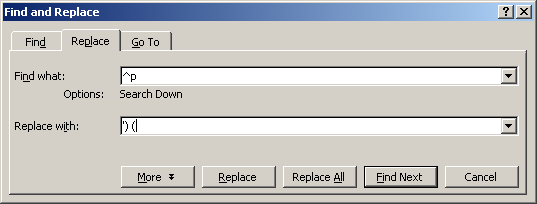 Find and Replace
Find Replace Go To
Find what: ^p
Options: Search Down
Replace with: ') (
More Replace Replace All Find Next Cancel